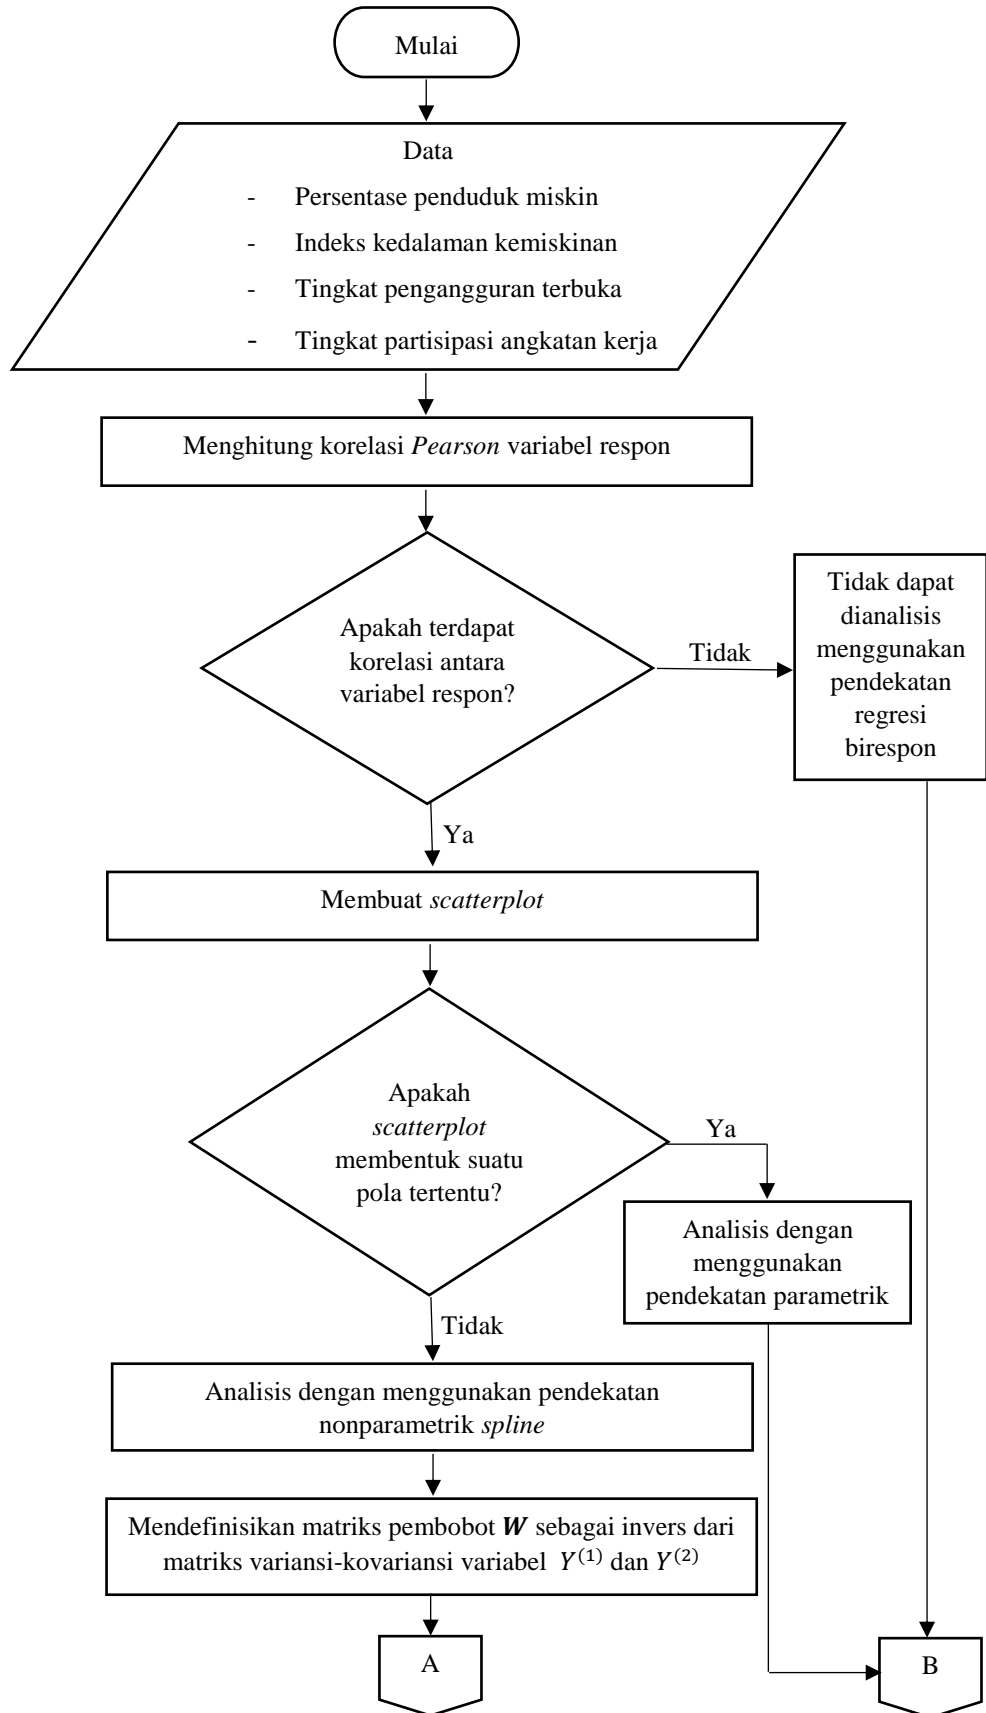 Mulai
Data
- Persentase penduduk miskin
- Indeks kedalaman kemiskinan
- Tingkat pengangguran terbuka
- Tingkat partisipasi angkatan kerja
Menghitung korelasi Pearson variabel respon
Apakah terdapat
korelasi antara
variabel respon?
Tidak
Tidak dapat
dianalisis
menggunakan
pendekatan
regresi
birespon
Ya
Membuat scatterplot
Apakah
scatterplot
membentuk suatu
pola tertentu?
Ya
Analisis dengan
menggunakan
pendekatan parametrik
Tidak
Analisis dengan menggunakan pendekatan
nonparametrik spline
Mendefinisikan matriks pembobot W sebagai invers dari
matriks variansi-kovariansi variabel Y⁽¹⁾ dan Y⁽²⁾
A
B